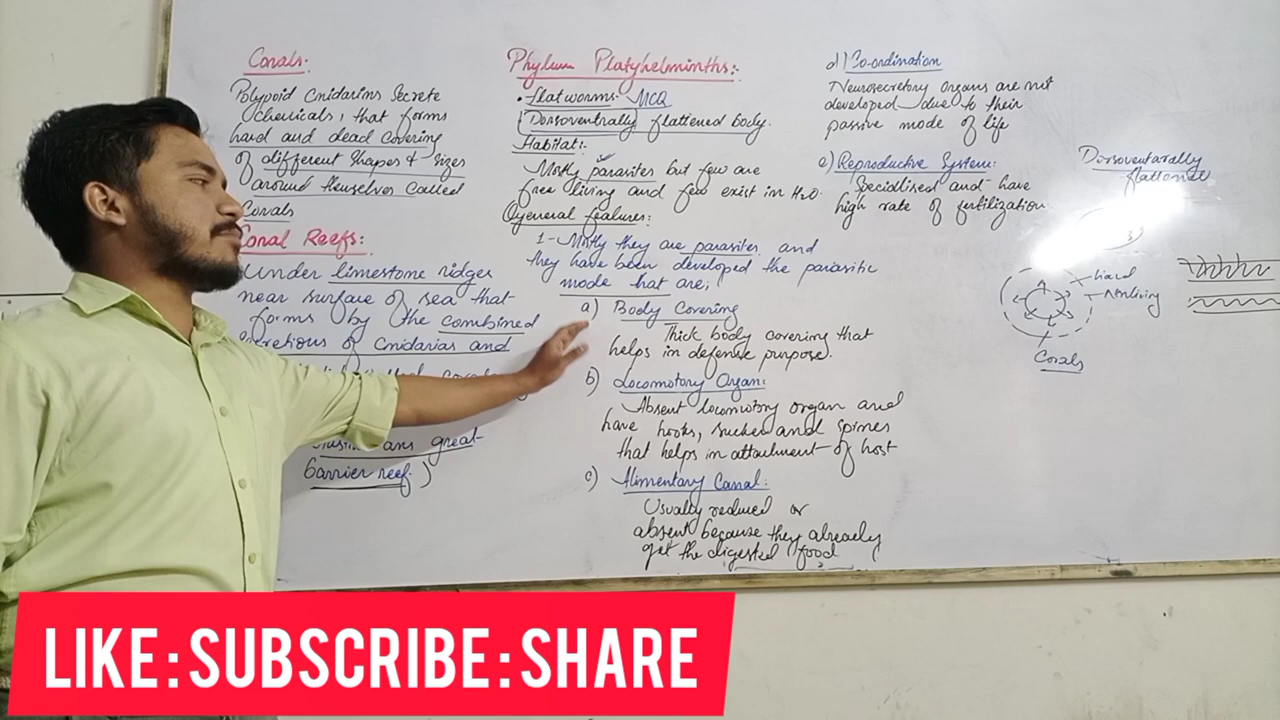 Corals:
Polypoid Cnidarins Secrete
Chemicals, that forms
hard and dead covering
of different Shapes & sizes
around themselves called
Corals
Coral Reefs:
Under limestone ridges
near surface of sea that
forms by the combined
secretions of Cnidarias and
great
barrier reef.)
Phylum Platyhelminths:
• flatworms: MCQ
Dorsoventrally flattened body.
Habitat:
Mostly parasites but few are
free living and few exist in H2O.
General features:
1- Mostly they are parasites and
they have been developed the parasitic
mode that are,
a) Body Covering
Thick body covering that
helps in defense purpose.
b) Locomotory Organ:
Absent locomotory organ and
have hooks, sucker and spines
that helps in attachment of host
c) Alimentary Canal:
Usually reduced or
absent because they already
get the digested food
d) Co-ordination
Neurosecretory organs are not
developed due to their
passive mode of life
e) Reproductive System:
Specillised and have
high rate of fertilization.
Dorsoventarally
hard
Nonliving
Corals
LIKE : SUBSCRIBE : SHARE